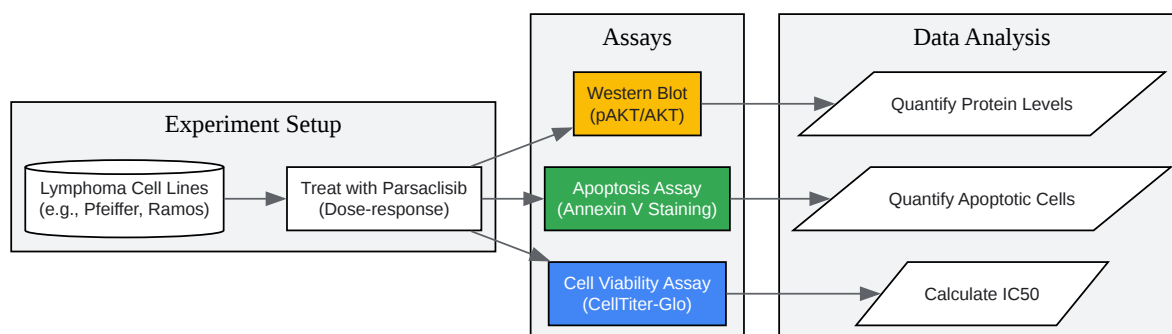 Experiment Setup
Lymphoma Cell Lines
(e.g., Pfeiffer, Ramos)
Treat with Parsaclisib
(Dose-response)
Assays
Western Blot
(pAKT/AKT)
Apoptosis Assay
(Annexin V Staining)
Cell Viability Assay
(CellTiter-Glo)
Data Analysis
Quantify Protein Levels
Quantify Apoptotic Cells
Calculate IC50